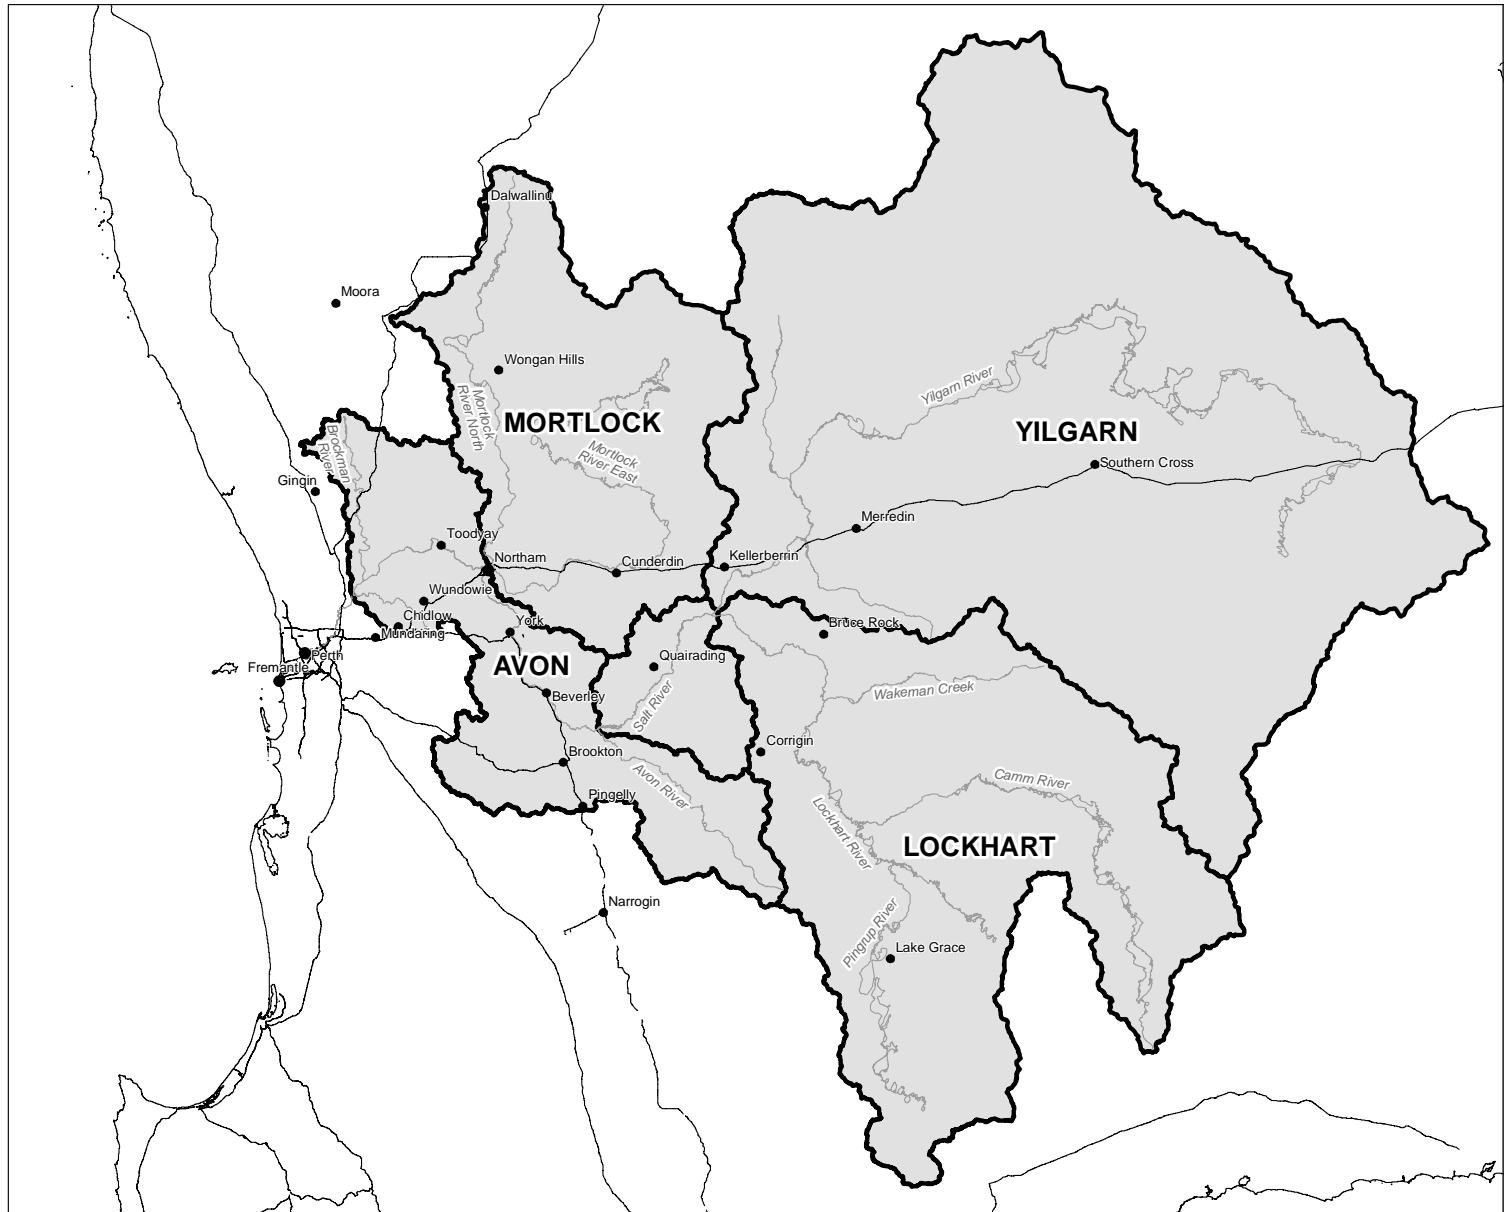 Dalwallinu
Moora
Wongan Hills
Mortlock
River North
MORTLOCK
Yilgarn River
YILGARN
Brockman
River
Mortlock
River East
Southern Cross
Gingin
Merredin
Toodyay
Northam
Cunderdin
Kellerberrin
Wundowie
Chidlow
York
Bruce Rock
Mundaring
Perth
Fremantle
AVON
Quairading
Beverley
Salt River
Wakeman Creek
Corrigin
Brookton
Avon River
Camm River
Pingelly
Lockhart River
LOCKHART
Narrogin
Pingrup River
Lake Grace